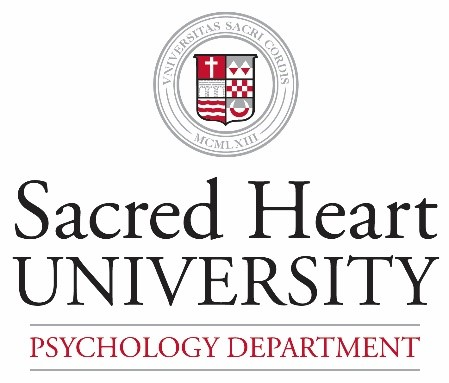 VNIVERSITAS SACRI CORDIS
MCMLXIII
Sacred Heart
UNIVERSITY
PSYCHOLOGY DEPARTMENT